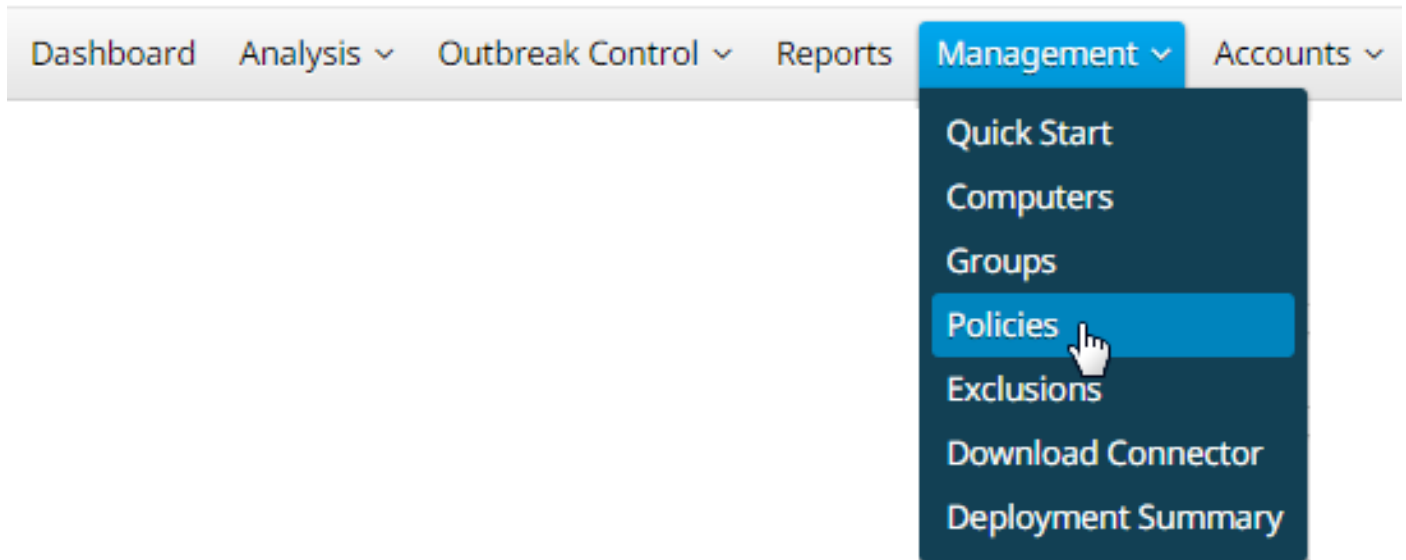 Dashboard Analysis Outbreak Control Reports Management Accounts
Quick Start
Computers
Groups
Policies
Exclusions
Download Connector
Deployment Summary